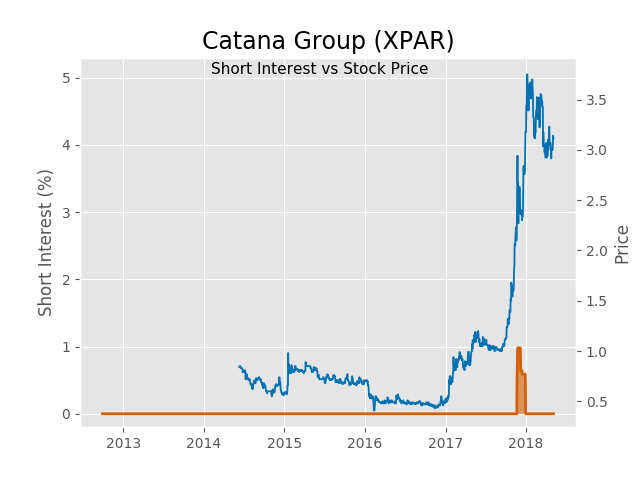 Catana Group (XPAR)
Short Interest vs Stock Price
Short Interest (%)
5
4
3
2
1
0
3.5
3.0
2.5
2.0
1.5
1.0
0.5
Price
2013 2014 2015 2016 2017 2018